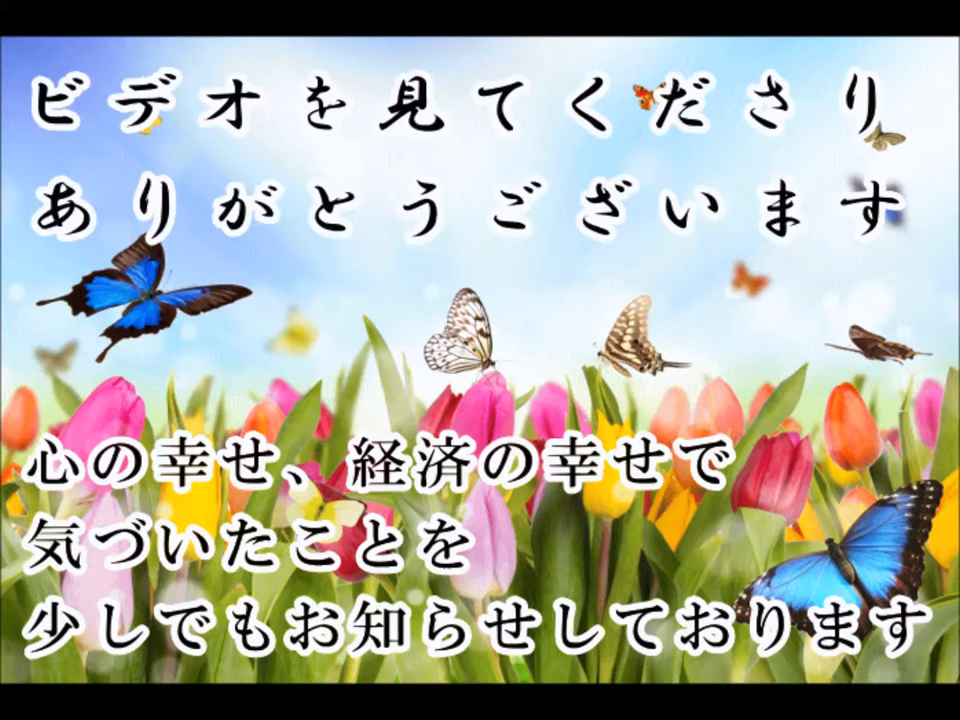 ビデオを見てくださり
ありがとうございます
心の幸せ、経済の幸せで
気づいたことを
少しでもお知らせしております